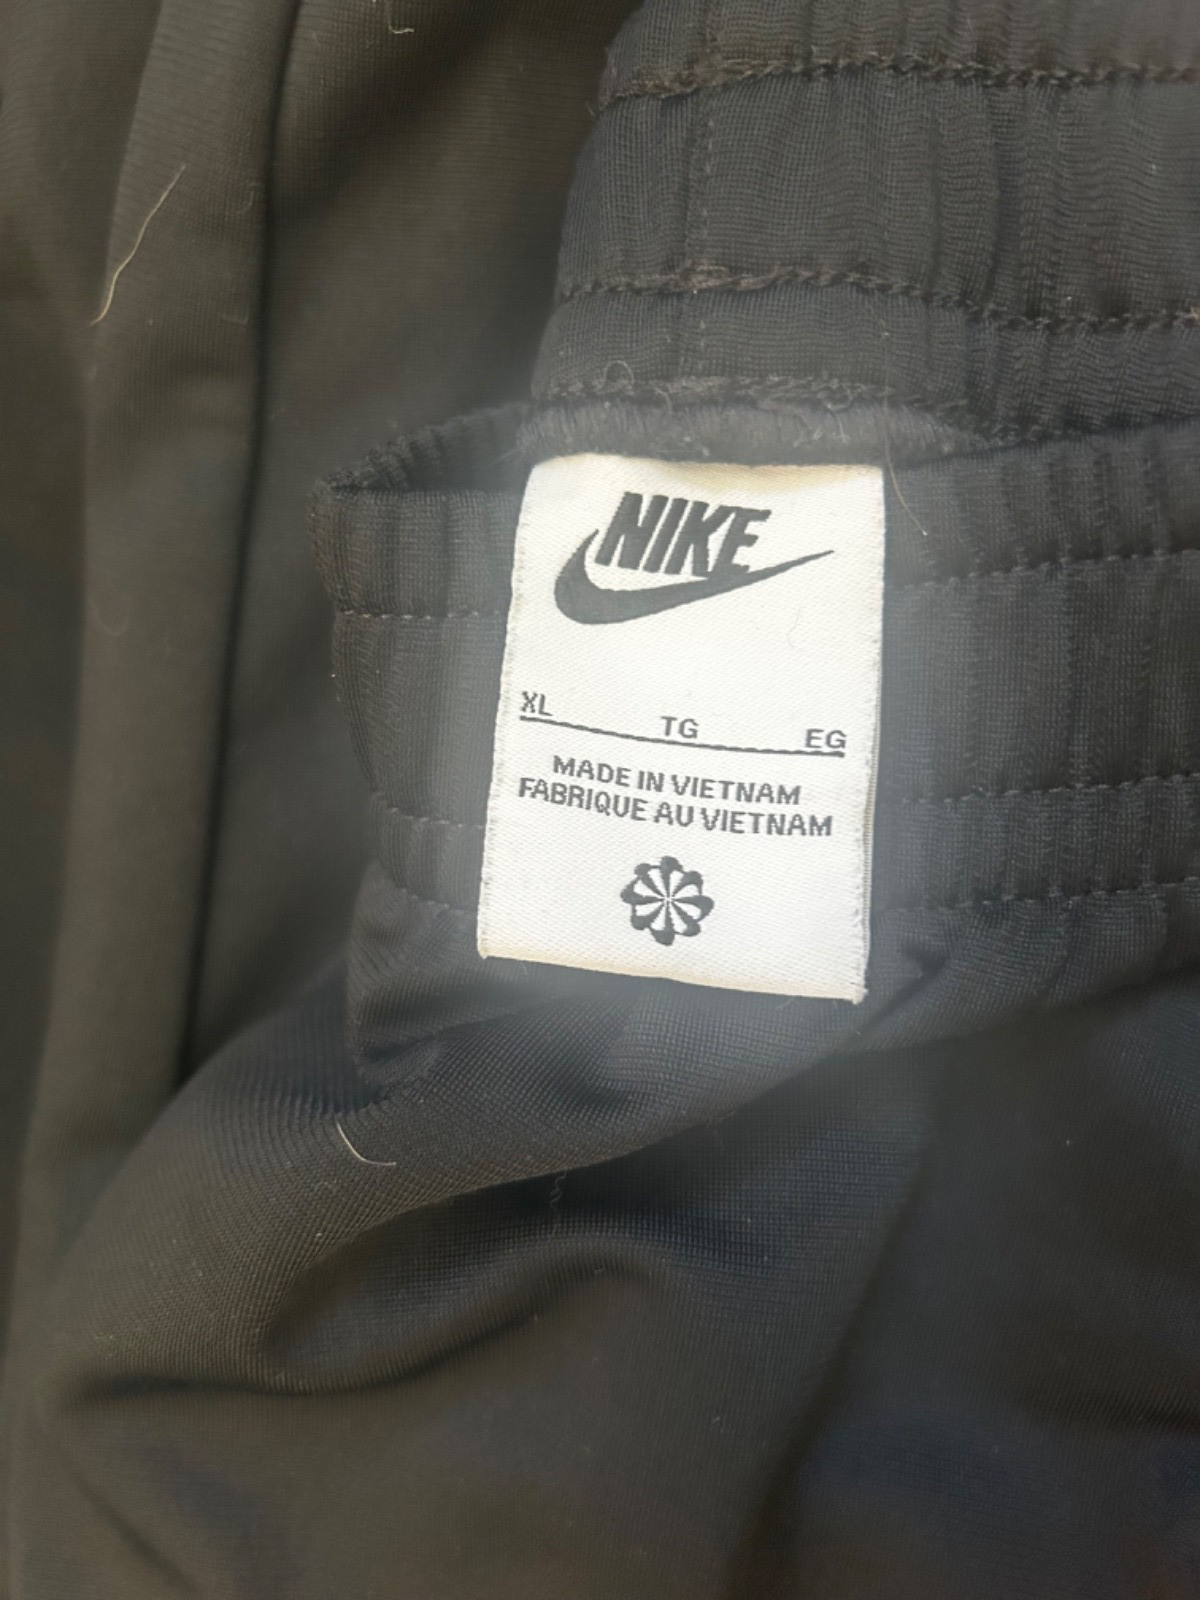 NIKE
XL TG EG
MADE IN VIETNAM
FABRIQUE AU VIETNAM